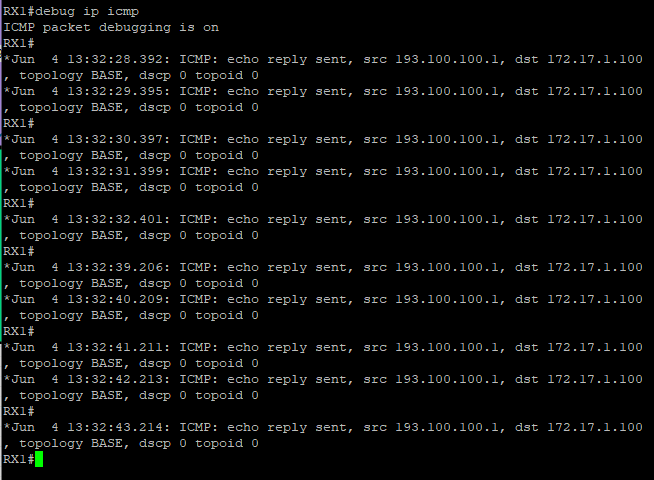 RX1#debug ip icmp
ICMP packet debugging is on
RX1#
*Jun  4 13:32:28.392: ICMP: echo reply sent, src 193.100.100.1, dst 172.17.1.100
, topology BASE, dscp 0 topoid 0
*Jun  4 13:32:29.395: ICMP: echo reply sent, src 193.100.100.1, dst 172.17.1.100
, topology BASE, dscp 0 topoid 0
RX1#
*Jun  4 13:32:30.397: ICMP: echo reply sent, src 193.100.100.1, dst 172.17.1.100
, topology BASE, dscp 0 topoid 0
*Jun  4 13:32:31.399: ICMP: echo reply sent, src 193.100.100.1, dst 172.17.1.100
, topology BASE, dscp 0 topoid 0
RX1#
*Jun  4 13:32:32.401: ICMP: echo reply sent, src 193.100.100.1, dst 172.17.1.100
, topology BASE, dscp 0 topoid 0
RX1#
*Jun  4 13:32:39.206: ICMP: echo reply sent, src 193.100.100.1, dst 172.17.1.100
, topology BASE, dscp 0 topoid 0
*Jun  4 13:32:40.209: ICMP: echo reply sent, src 193.100.100.1, dst 172.17.1.100
, topology BASE, dscp 0 topoid 0
RX1#
*Jun  4 13:32:41.211: ICMP: echo reply sent, src 193.100.100.1, dst 172.17.1.100
, topology BASE, dscp 0 topoid 0
*Jun  4 13:32:42.213: ICMP: echo reply sent, src 193.100.100.1, dst 172.17.1.100
, topology BASE, dscp 0 topoid 0
RX1#
*Jun  4 13:32:43.214: ICMP: echo reply sent, src 193.100.100.1, dst 172.17.1.100
, topology BASE, dscp 0 topoid 0
RX1#